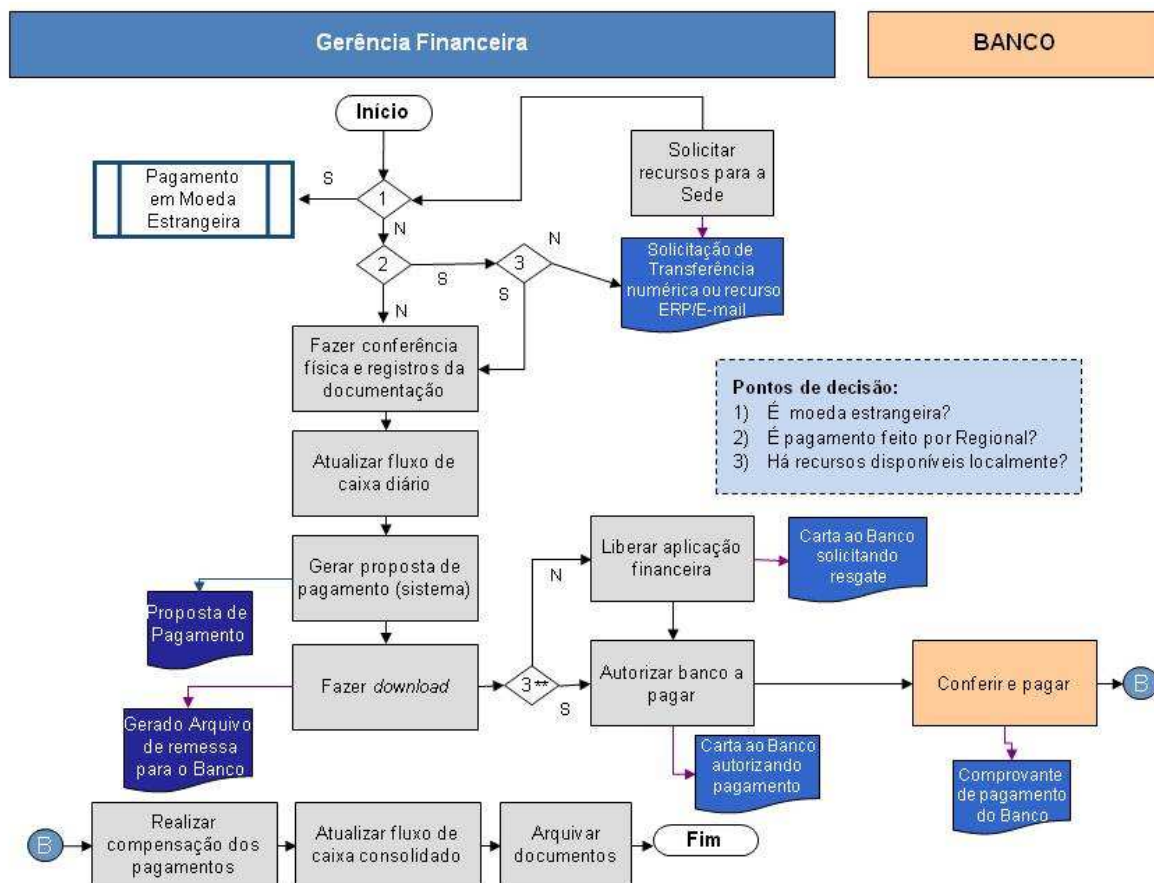 Gerência Financeira
BANCO
Início
Solicitar
recursos para a
Sede
Pagamento
em Moeda
Estrangeira
S
1
N
2
S
3
N
S
N
Solicitação de
Transferência
numérica ou recurso
ERP/E-mail
Fazer conferência
física e registros da
documentação
Pontos de decisão:
1) É moeda estrangeira?
2) É pagamento feito por Regional?
3) Há recursos disponíveis localmente?
Atualizar fluxo de
caixa diário
Gerar proposta de
pagamento (sistema)
Liberar aplicação
financeira
Carta ao Banco
solicitando
resgate
N
Proposta de
Pagamento
Fazer download
3**
S
Autorizar banco a
pagar
Conferir e pagar
B
Gerado Arquivo
de remessa
para o Banco
Carta ao Banco
autorizando
pagamento
Comprovante
de pagamento
do Banco
B
Realizar
compensação dos
pagamentos
Atualizar fluxo de
caixa consolidado
Arquivar
documentos
Fim